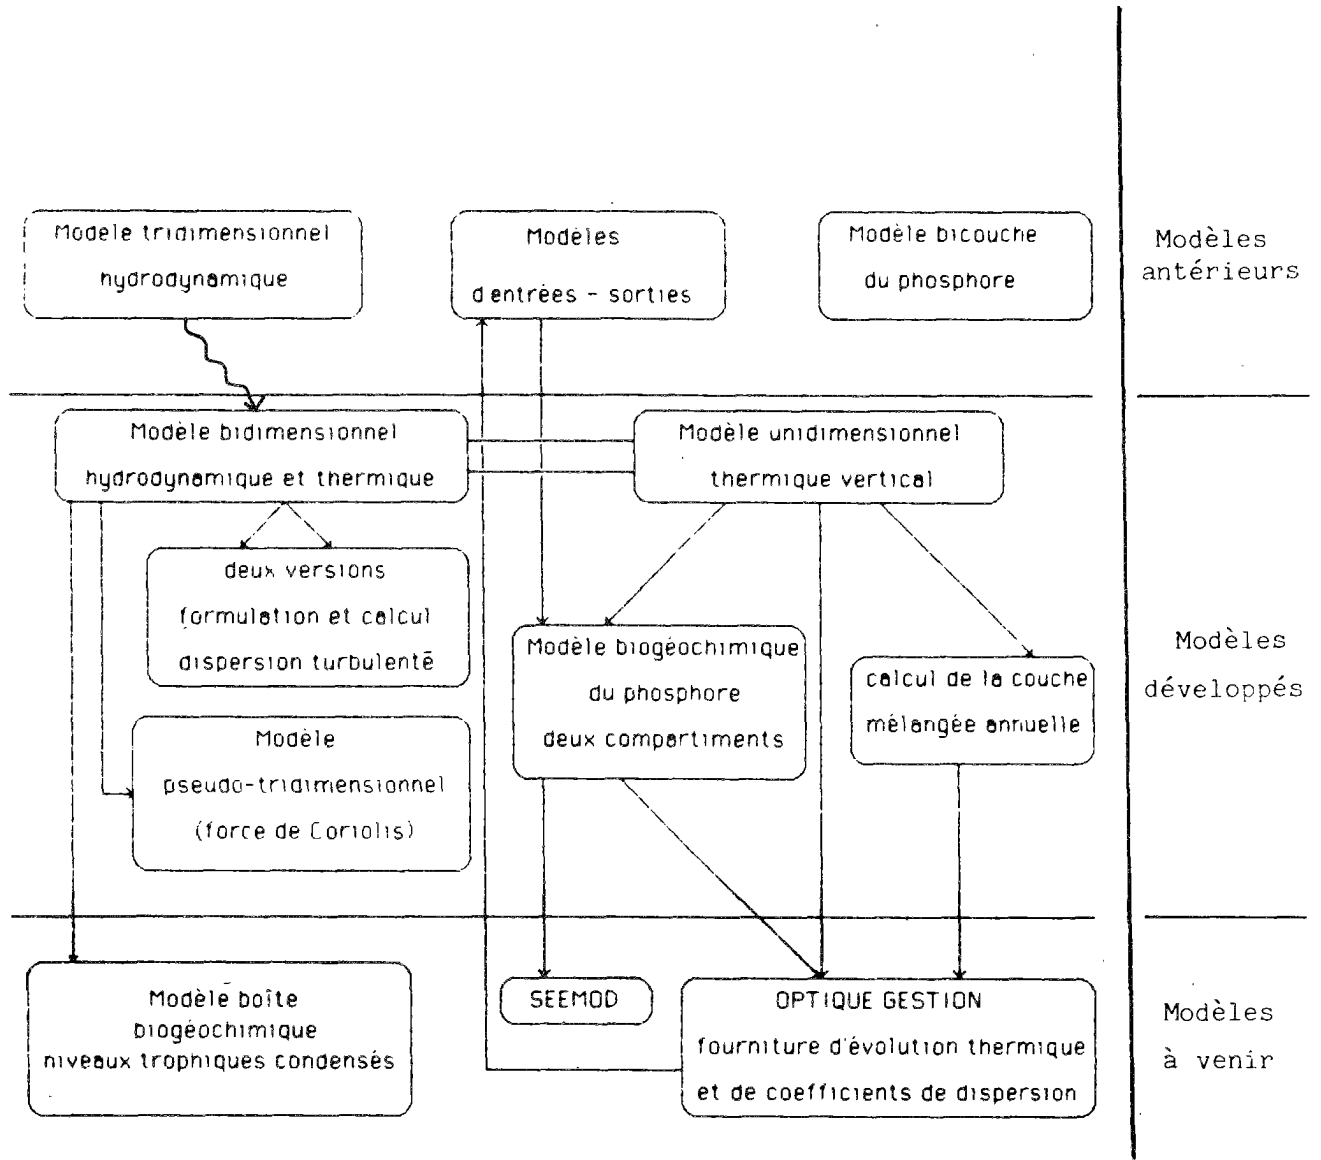 Modèle tridimensionnel
hydrodynamique
Modèles
d'entrées - sorties
Modèle bicouche
du phosphore
Modèles
antérieurs
Modèle bidimensionnel
hydrodynamique et thermique
Modèle unidimensionnel
thermique vertical
deux versions
formulation et calcul
dispersion turbulente
Modèle
pseudo-tridimensionnel
(force de Coriolis)
Modèle biogéochimique
du phosphore
deux compartiments
calcul de la couche
mélangée annuelle
Modèles
développés
Modèle boîte
biogéochimique
niveaux trophiques condensés
SEEMOD
OPTIQUE GESTION
fourniture d'évolution thermique
et de coefficients de dispersion
Modèles
à venir